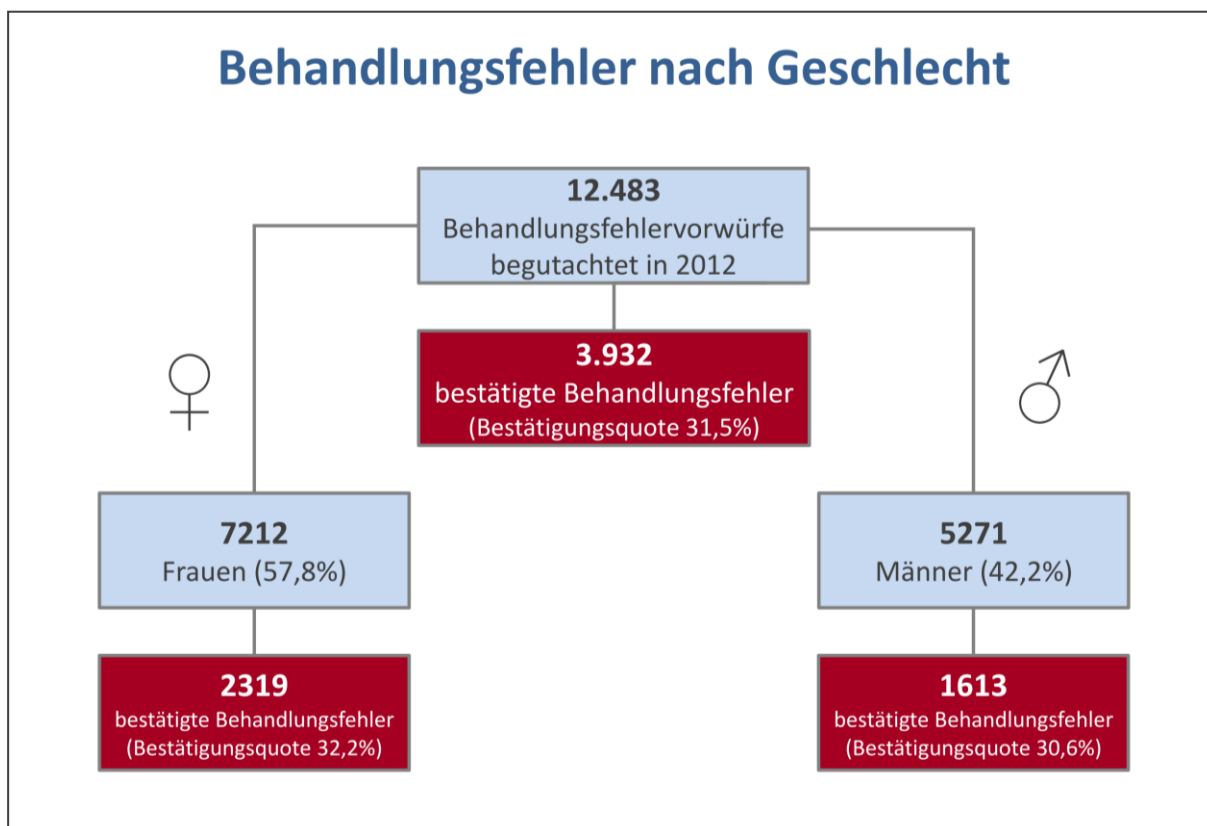 Behandlungsfehler nach Geschlecht
12.483
Behandlungsfehlervorwürfe
begutachtet in 2012
3.932
bestätigte Behandlungsfehler
(Bestätigungsquote 31,5%)
7212
Frauen (57,8%)
5271
Männer (42,2%)
2319
bestätigte Behandlungsfehler
(Bestätigungsquote 32,2%)
1613
bestätigte Behandlungsfehler
(Bestätigungsquote 30,6%)